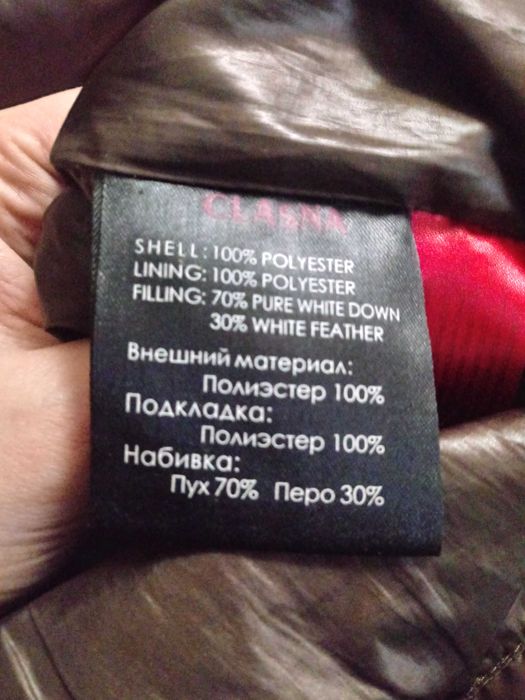 CLASNA
SHELL: 100% POLYESTER
LINING: 100% POLYESTER
FILLING: 70% PURE WHITE DOWN
30% WHITE FEATHER
Внешний материал:
Полиэстер 100%
Подкладка:
Полиэстер 100%
Набивка:
Пух 70% Перо 30%